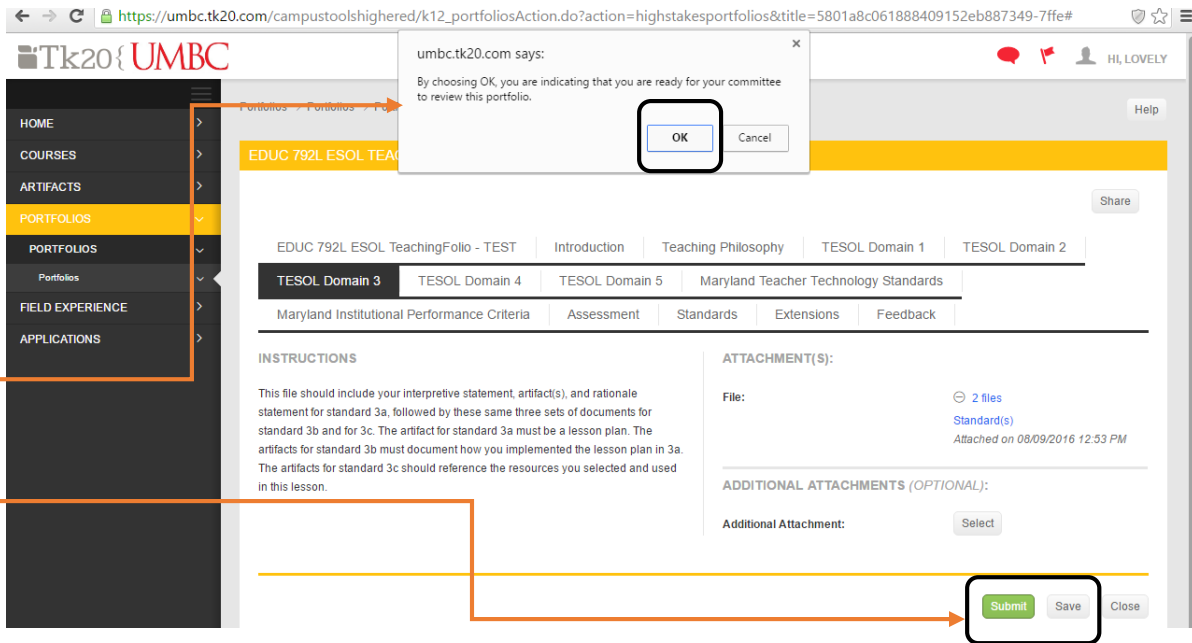 https://umbc.tk20.com/campustoolshighered/k12_portfoliosAction.do?action=highstakesportfolios&title=5801a8c061888409152eb887349-7ffe#
Tk20{UMBC
HI, LOVELY
umbc.tk20.com says:
By choosing OK, you are indicating that you are ready for your committee
to review this portfolio.
OK
Cancel
Portfolios > Portfolios >
Help
HOME
COURSES
ARTIFACTS
PORTFOLIOS
PORTFOLIOS
Portfolios
FIELD EXPERIENCE
APPLICATIONS
EDUC 792L ESOL
Share
EDUC 792L ESOL TeachingFolio - TEST Introduction Teaching Philosophy TESOL Domain 1 TESOL Domain 2
TESOL Domain 3 TESOL Domain 4 TESOL Domain 5 Maryland Teacher Technology Standards
Maryland Institutional Performance Criteria Assessment Standards Extensions Feedback
INSTRUCTIONS
This file should include your interpretive statement, artifact(s), and rationale
statement for standard 3a, followed by these same three sets of documents for
standard 3b and for 3c. The artifact for standard 3a must be a lesson plan. The
artifacts for standard 3b must document how you implemented the lesson plan in 3a.
The artifacts for standard 3c should reference the resources you selected and used
in this lesson.
ATTACHMENT(S):
File:
2 files
Standard(s)
Attached on 08/09/2016 12:53 PM
ADDITIONAL ATTACHMENTS (OPTIONAL):
Additional Attachment:
Select
Submit
Save
Close